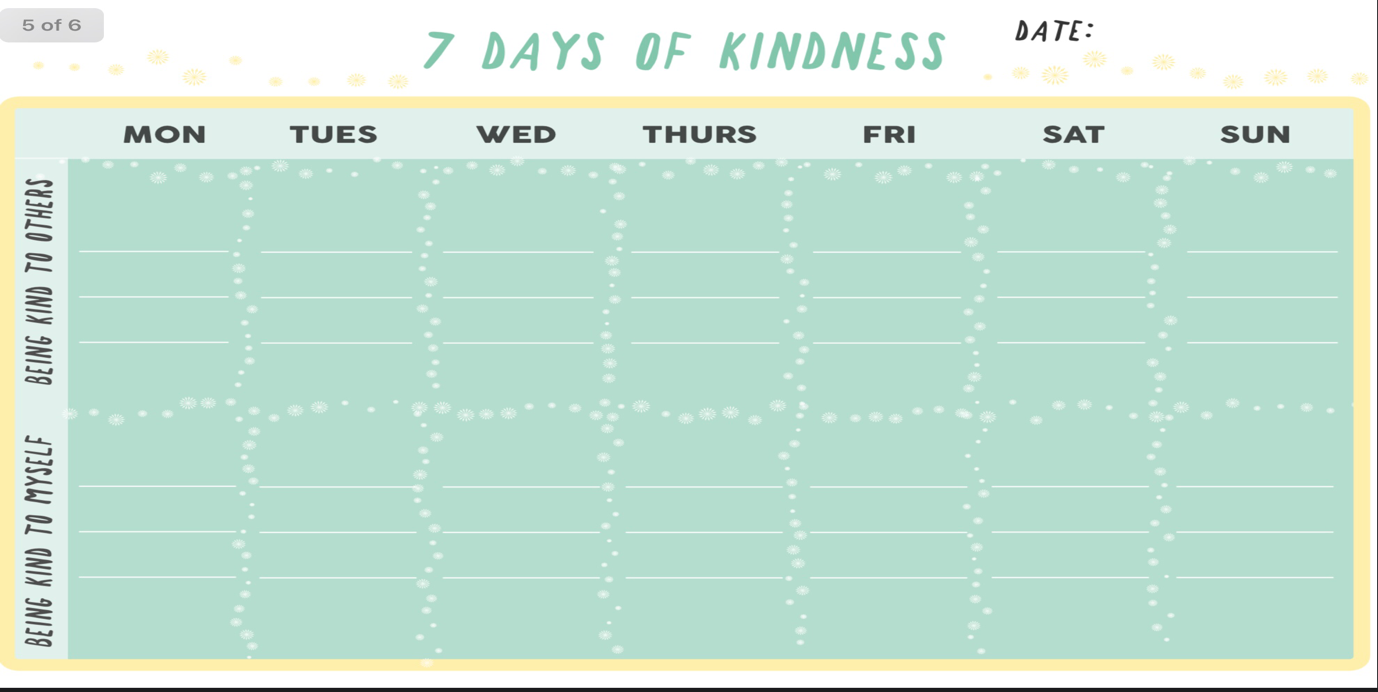 5 of 6
7 DAYS OF KINDNESS
DATE:
MON TUES WED THURS FRI SAT SUN
BEING KIND TO OTHERS
BEING KIND TO MYSELF